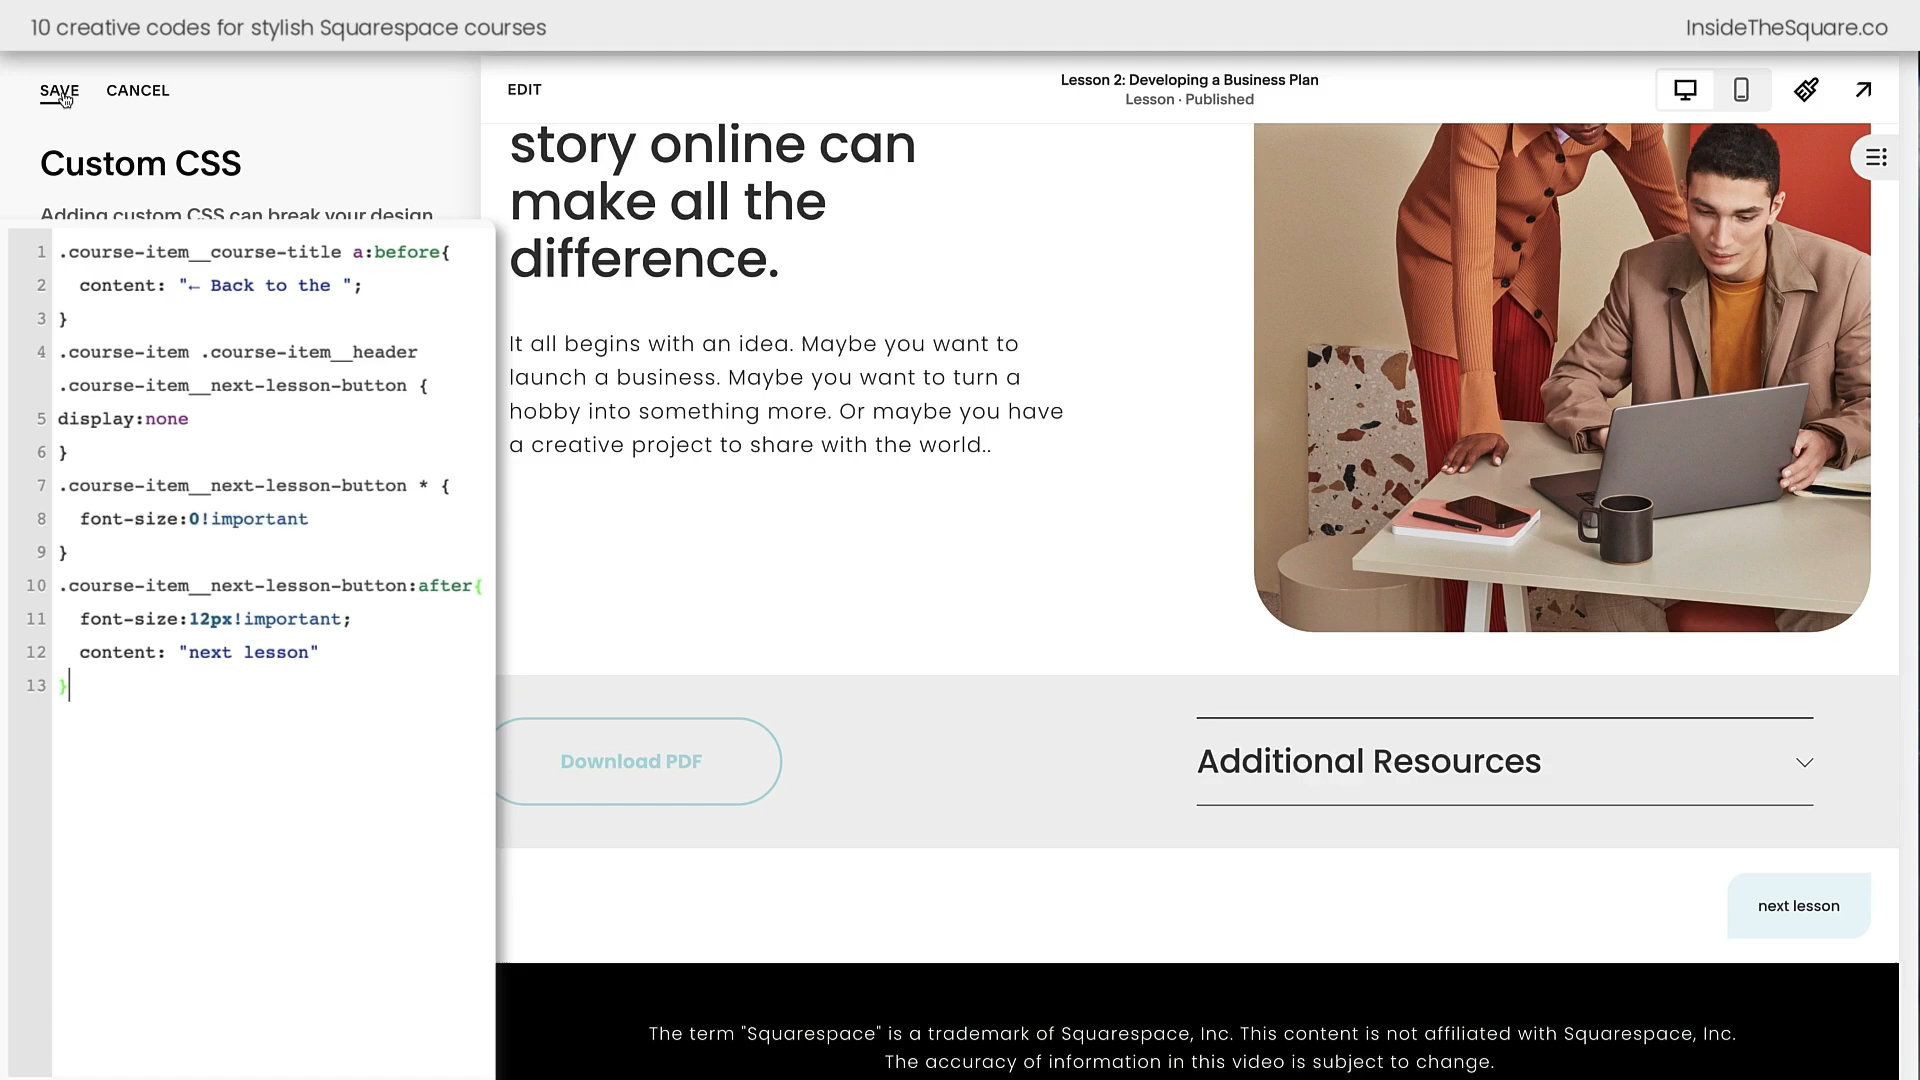 10 creative codes for stylish Squarespace courses
InsideTheSquare.co
SAVE CANCEL
EDIT
Lesson 2: Developing a Business Plan
Lesson · Published
Custom CSS
Adding custom CSS can break your design
1 .course-item__course-title a:before{
2 content: "← Back to the ";
3 }
4 .course-item .course-item__header
.course-item__next-lesson-button {
5 display:none
6 }
7 .course-item__next-lesson-button * {
8 font-size:0!important
9 }
10 .course-item__next-lesson-button:after{
11 font-size:12px!important;
12 content: "next lesson"
13 }
story online can
make all the
difference.
It all begins with an idea. Maybe you want to
launch a business. Maybe you want to turn a
hobby into something more. Or maybe you have
a creative project to share with the world..
Download PDF
Additional Resources
next lesson
The term "Squarespace" is a trademark of Squarespace, Inc. This content is not affiliated with Squarespace, Inc.
The accuracy of information in this video is subject to change.